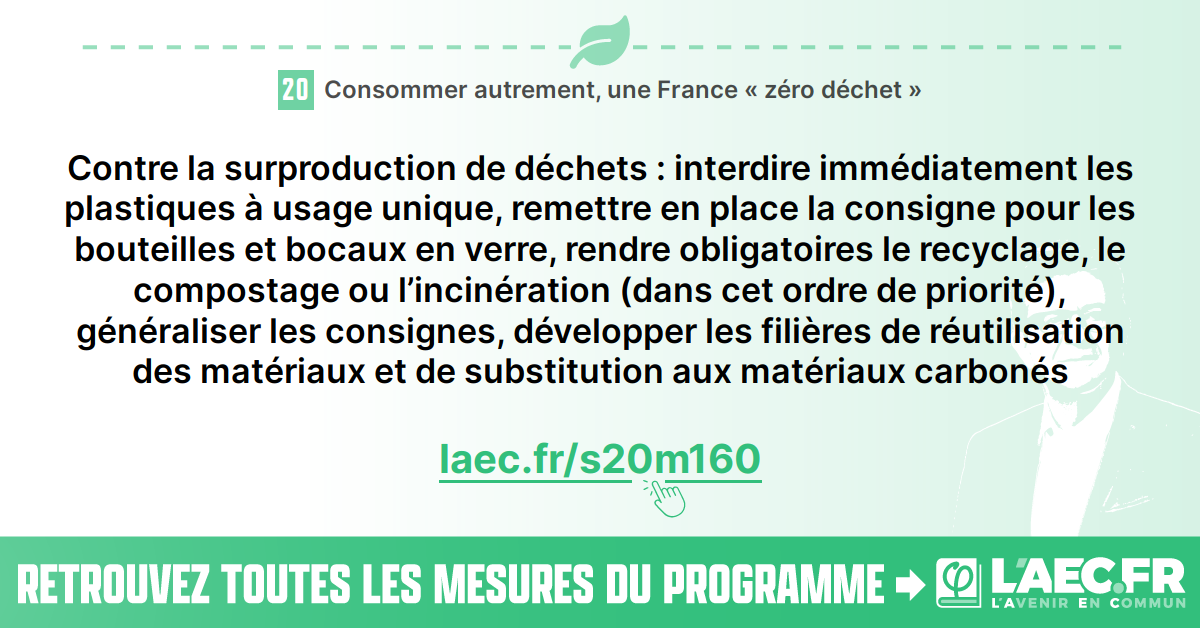 20 Consommer autrement, une France « zéro déchet »
Contre la surproduction de déchets : interdire immédiatement les
plastiques à usage unique, remettre en place la consigne pour les
bouteilles et bocaux en verre, rendre obligatoires le recyclage, le
compostage ou l’incinération (dans cet ordre de priorité),
généraliser les consignes, développer les filières de réutilisation
des matériaux et de substitution aux matériaux carbonés
laec.fr/s20m160
RETROUVEZ TOUTES LES MESURES DU PROGRAMME
L'AEC.FR
L'AVENIR EN COMMUN